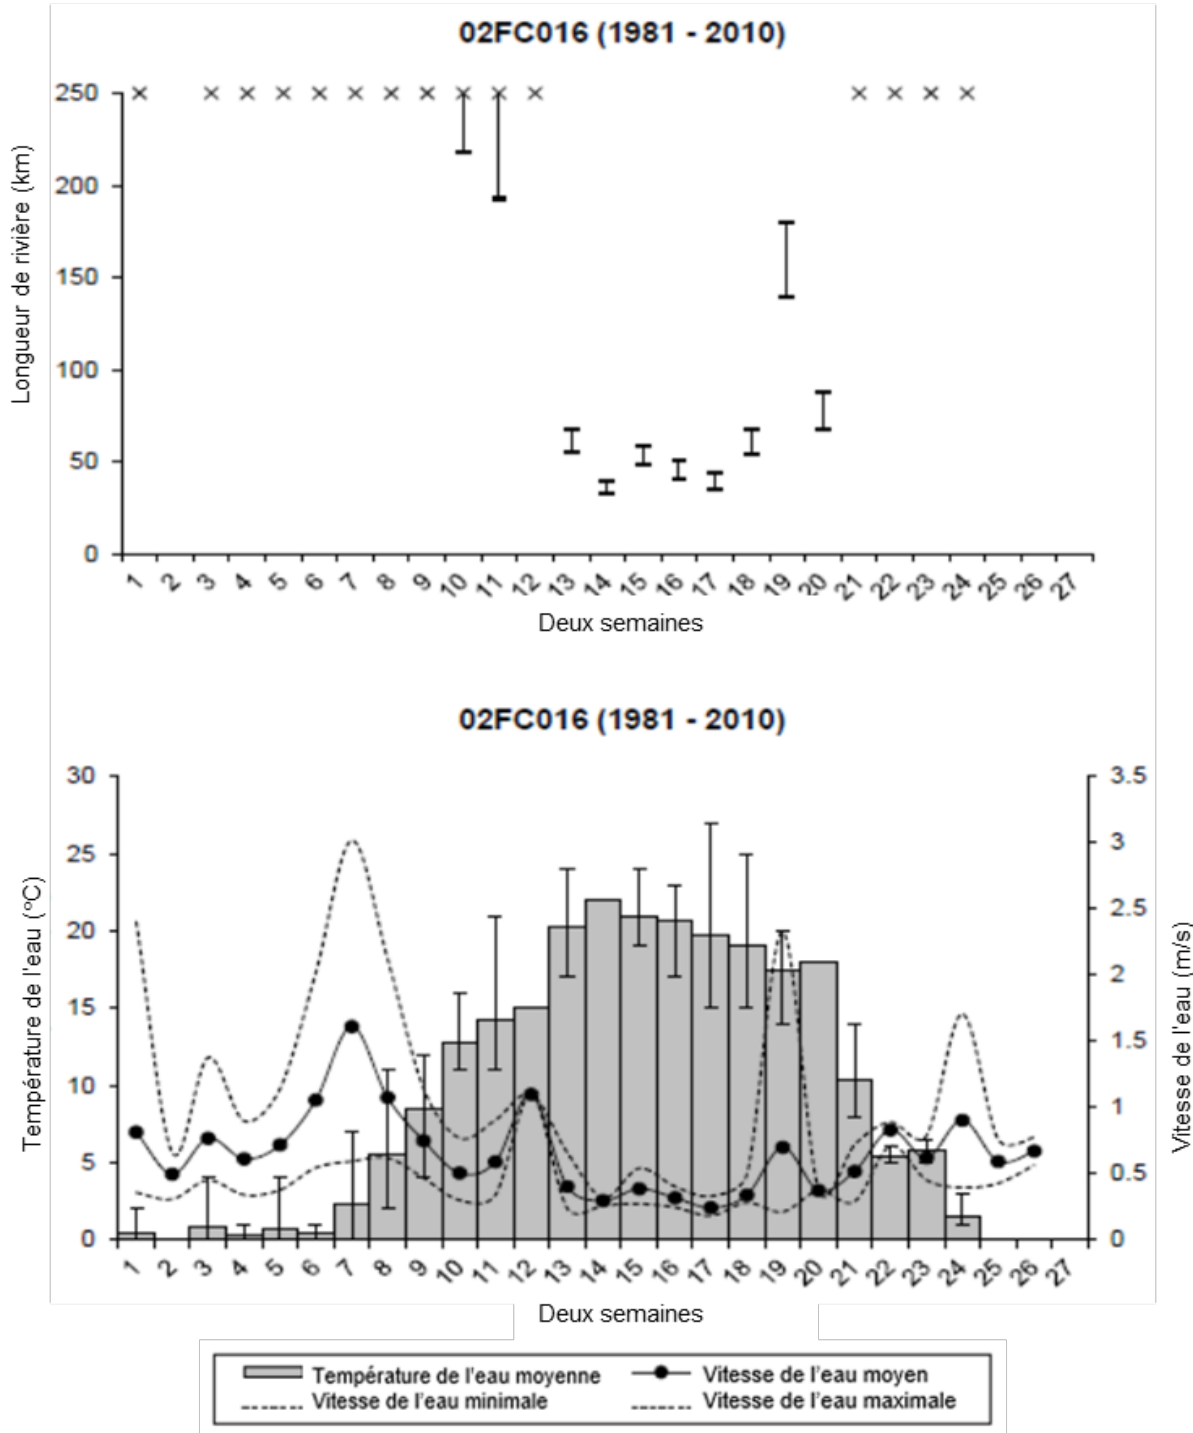 02FC016 (1981 - 2010)
250
200
150
100
50
0
Longueur de rivière (km)
1 2 3 4 5 6 7 8 9 10 11 12 13 14 15 16 17 18 19 20 21 22 23 24 25 26 27
Deux semaines
02FC016 (1981 - 2010)
30
25
20
15
10
5
0
Température de l'eau (°C)
3.5
3
2.5
2
1.5
1
0.5
0
Vitesse de l'eau (m/s)
1 2 3 4 5 6 7 8 9 10 11 12 13 14 15 16 17 18 19 20 21 22 23 24 25 26 27
Deux semaines
Température de l'eau moyenne
Vitesse de l'eau moyen
Vitesse de l'eau minimale
Vitesse de l'eau maximale